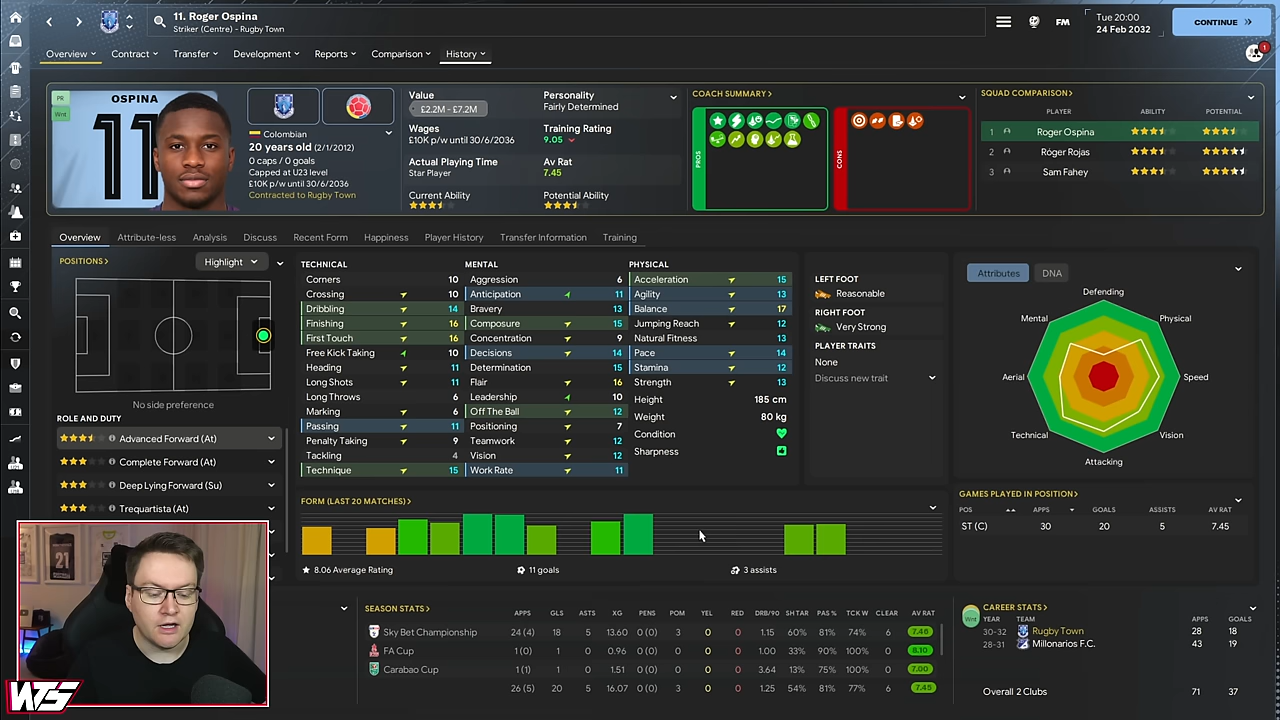 11. Roger Ospina
Striker (Centre) - Rugby Town
FM
Tue 20:00
24 Feb 2032
CONTINUE
Overview
Contract
Transfer
Development
Reports
Comparison
History
1
PR
Wnt
OSPINA
11
Colombian
20 years old (2/1/2012)
0 caps / 0 goals
Capped at U23 level
£10K p/w until 30/6/2036
Contracted to Rugby Town
Value
£2.2M - £7.2M
Personality
Fairly Determined
Wages
£10K p/w until 30/6/2036
Training Rating
9.05
Actual Playing Time
Star Player
Av Rat
7.45
Current Ability
Potential Ability
COACH SUMMARY >
PROS
CONS
SQUAD COMPARISON >
PLAYER ABILITY POTENTIAL
1 Roger Ospina
2 Róger Rojas
3 Sam Fahey
Overview
Attribute-less
Analysis
Discuss
Recent Form
Happiness
Player History
Transfer Information
Training
POSITIONS >
Highlight
No side preference
ROLE AND DUTY
Advanced Forward (At)
Complete Forward (At)
Deep Lying Forward (Su)
Trequartista (At)
TECHNICAL
Corners 10
Crossing 10
Dribbling 14
Finishing 16
First Touch 16
Free Kick Taking 10
Heading 11
Long Shots 11
Long Throws 6
Marking 6
Passing 11
Penalty Taking 9
Tackling 4
Technique 15
MENTAL
Aggression 6
Anticipation 11
Bravery 13
Composure 15
Concentration 9
Decisions 14
Determination 15
Flair 16
Leadership 10
Off The Ball 12
Positioning 7
Teamwork 12
Vision 12
Work Rate 11
PHYSICAL
Acceleration 15
Agility 13
Balance 17
Jumping Reach 12
Natural Fitness 13
Pace 14
Stamina 12
Strength 13
Height 185 cm
Weight 80 kg
Condition
Sharpness
LEFT FOOT
Reasonable
RIGHT FOOT
Very Strong
PLAYER TRAITS
None
Discuss new trait
Attributes
DNA
Defending
Physical
Speed
Vision
Attacking
Technical
Aerial
Mental
FORM (LAST 20 MATCHES) >
8.06 Average Rating
11 goals
3 assists
GAMES PLAYED IN POSITION >
POS APPS GOALS ASSISTS AV RAT
ST (C) 30 20 5 7.45
SEASON STATS > APPS GLS ASTS XG PENS POM YEL RED DRB/90 SH TAR PAS % TCK W CLEAR AV RAT
Sky Bet Championship 24 (4) 18 5 13.60 0 (0) 3 0 0 1.15 60% 81% 74% 6 7.46
FA Cup 1 (0) 1 0 0.96 0 (0) 0 0 0 1.00 33% 90% 100% 0 8.10
Carabao Cup 1 (1) 1 0 1.51 0 (0) 0 0 0 3.64 13% 75% 100% 0 7.00
26 (5) 20 5 16.07 0 (0) 3 0 0 1.25 54% 81% 77% 6 7.45
Wnt
CAREER STATS >
YEAR TEAM APPS GOALS
30-32 Rugby Town 28 18
28-31 Millonarios F.C. 43 19
Overall 2 Clubs 71 37
21
WTS